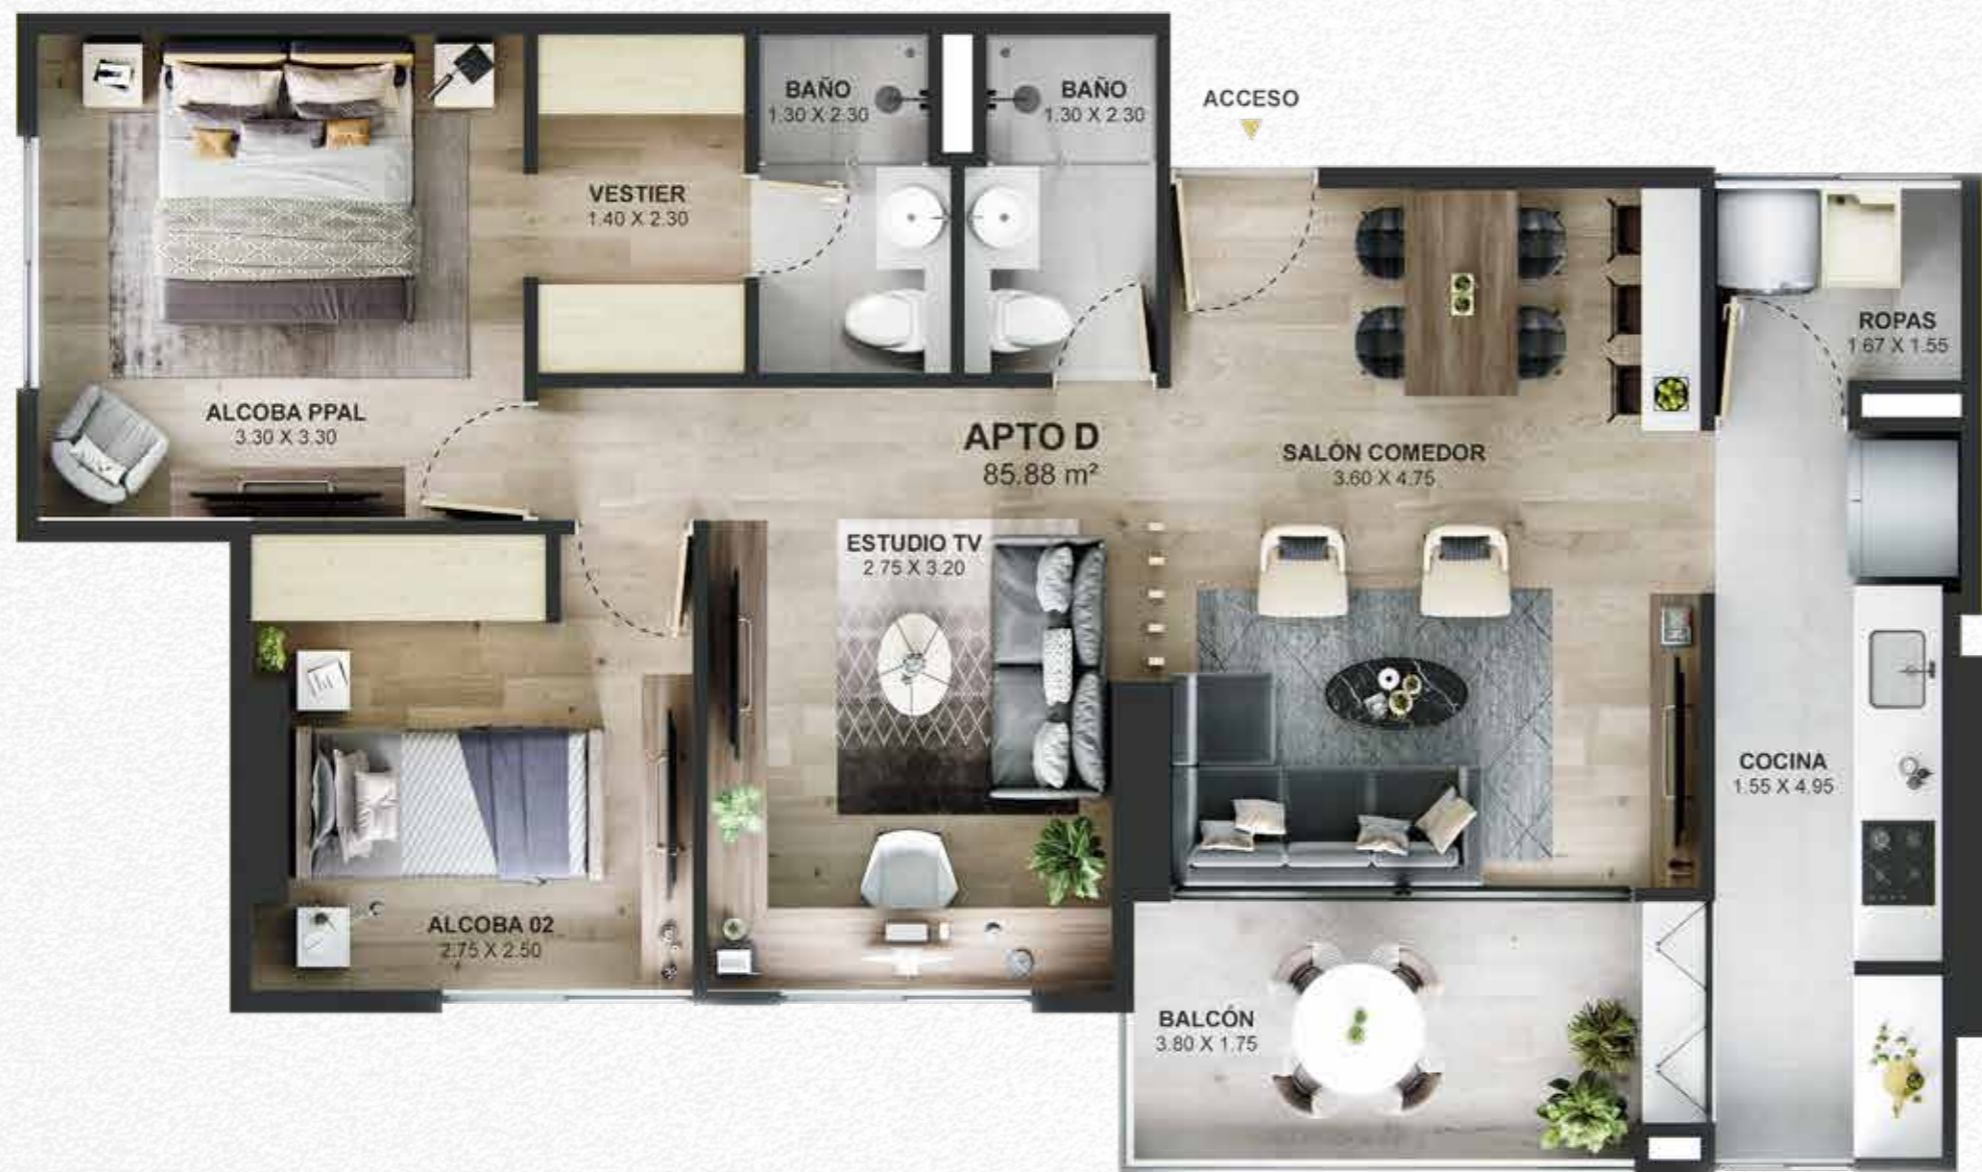 BAÑO
1.30 X 2.30
BAÑO
1.30 X 2.30
ACCESO
VESTIER
1.40 X 2.30
ROPAS
1.67 X 1.55
ALCOBA PPAL
3.30 X 3.30
APTO D
85.88 m²
SALÓN COMEDOR
3.60 X 4.75
ESTUDIO TV
2.75 X 3.20
COCINA
1.55 X 4.95
ALCOBA 02
2.75 X 2.50
BALCÓN
3.80 X 1.75